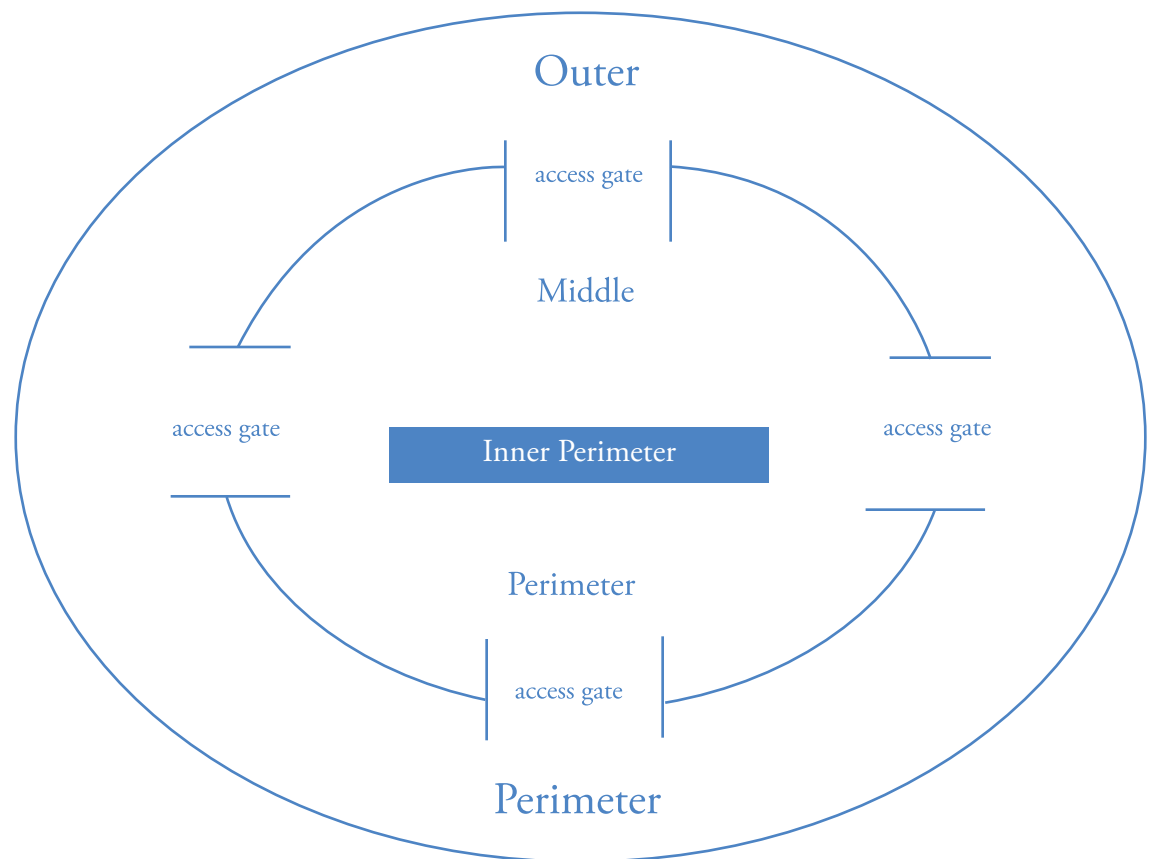 Outer
access gate
Middle
access gate
access gate
Inner Perimeter
Perimeter
access gate
Perimeter